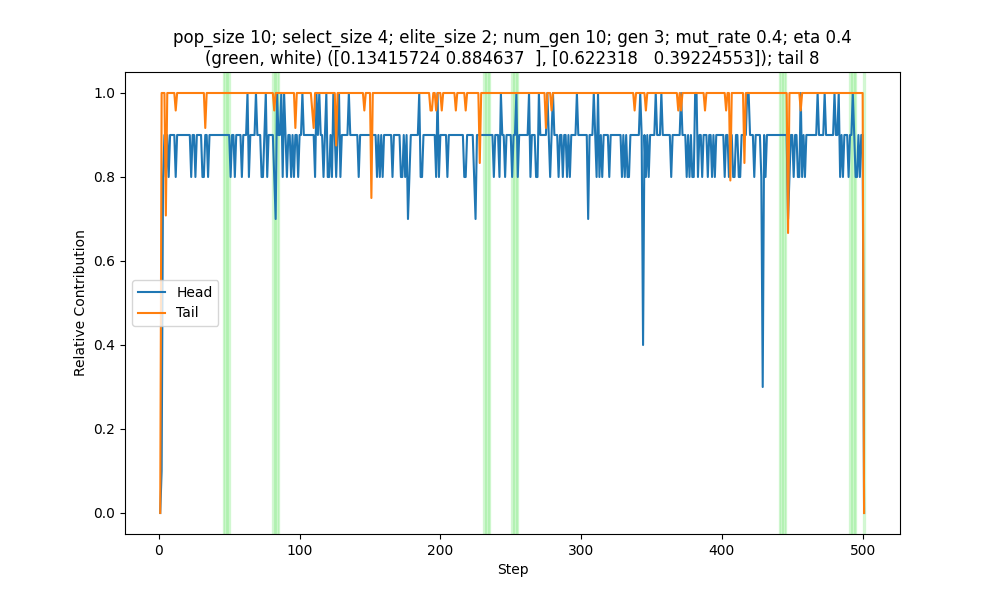 pop_size 10; select_size 4; elite_size 2; num_gen 10; gen 3; mut_rate 0.4; eta 0.4
(green, white) ([0.13415724 0.884637  ], [0.622318   0.39224553]); tail 8
1.0
0.8
0.6
0.4
0.2
0.0
Relative Contribution
Head
Tail
0 100 200 300 400 500
Step